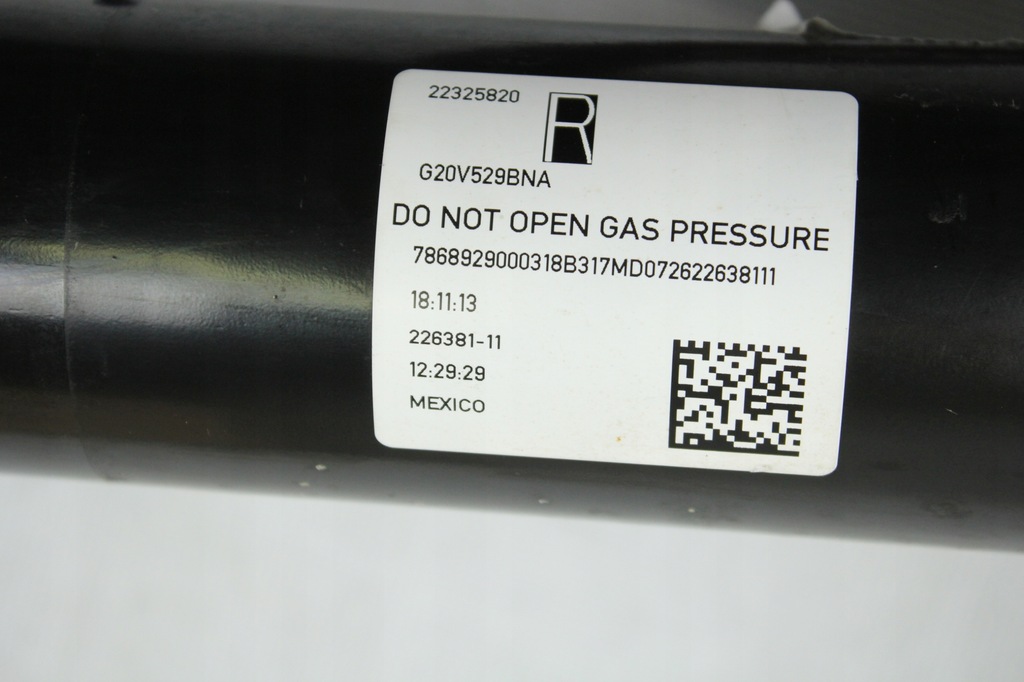 22325820
R
G20V529BNA
DO NOT OPEN GAS PRESSURE
7868929000318B317MD072622638111
18:11:13
226381-11
12:29:29
MEXICO